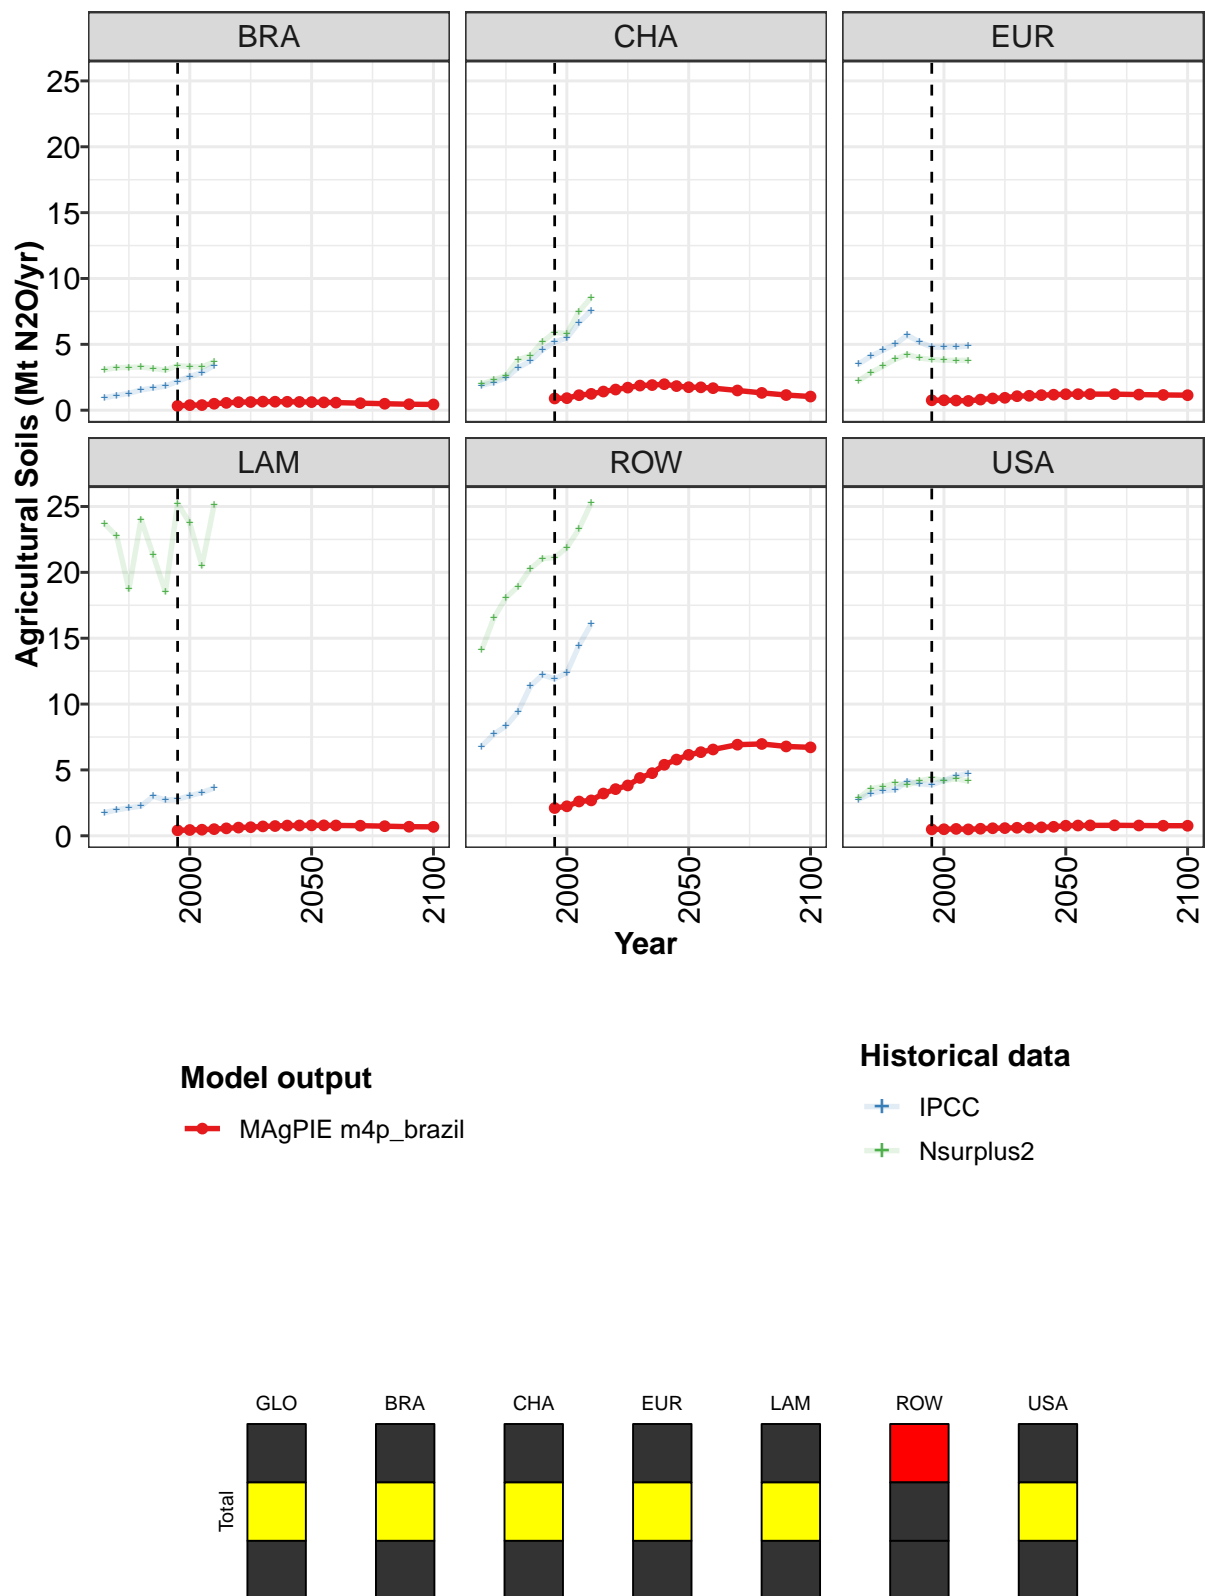 BRA CHA EUR
25
20
15
10
5
0
LAM ROW USA
25
20
15
10
5
0
Agricultural Soils (Mt N2O/yr)
2000 2050 2100 2000 2050 2100 2000 2050 2100
Year
Model output
MAgPIE m4p_brazil
Historical data
IPCC
Nsurplus2
GLO BRA CHA EUR LAM ROW USA
Total